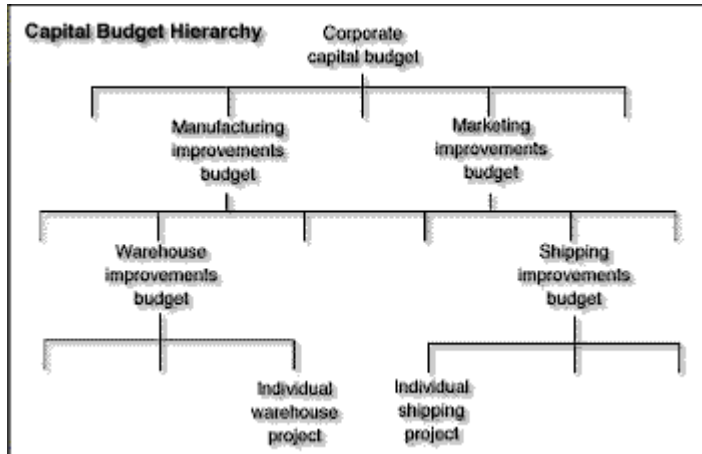 Capital Budget Hierarchy
Corporate
capital budget
Manufacturing
improvements
budget
Marketing
improvements
budget
Warehouse
improvements
budget
Shipping
improvements
budget
Individual
warehouse
project
Individual
shipping
project